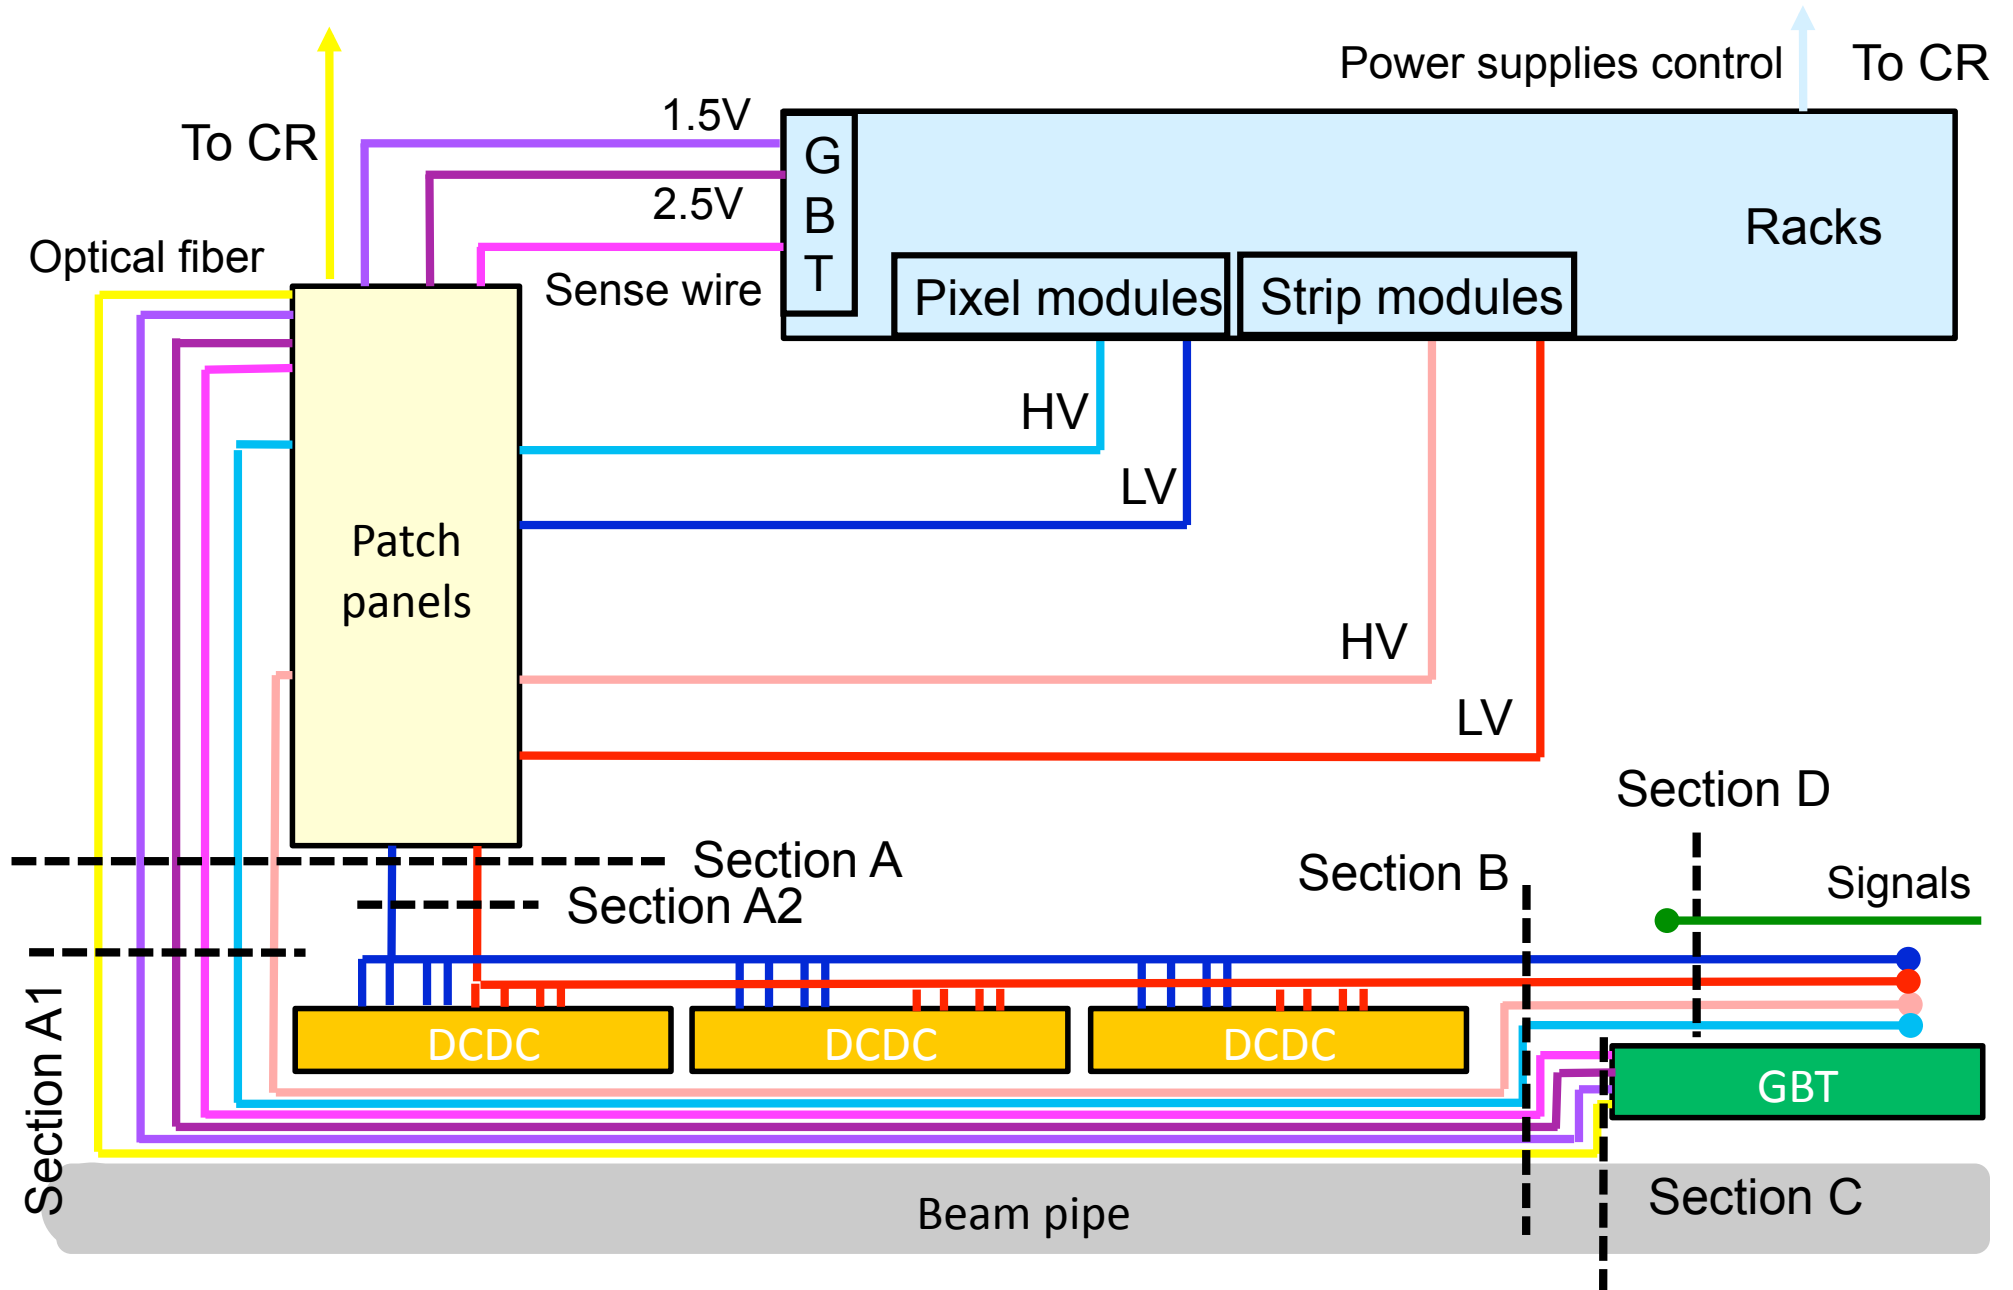 Power supplies control
To CR
To CR
1.5V
2.5V
Sense wire
Optical fiber
G
B
T
Racks
Pixel modules
Strip modules
HV
LV
Patch
panels
HV
LV
Section D
Section A
Section A2
Section B
Signals
Section A1
DCDC
DCDC
DCDC
GBT
Section C
Beam pipe